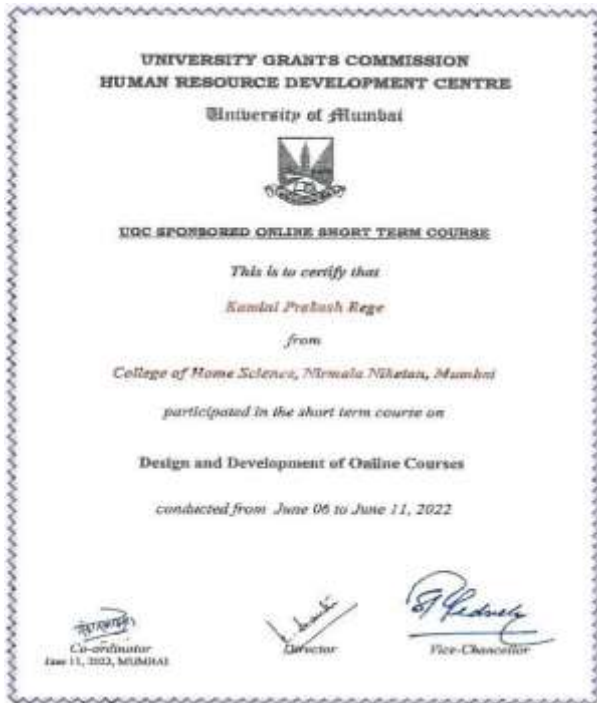 UNIVERSITY GRANTS COMMISSION
HUMAN RESOURCE DEVELOPMENT CENTRE
University of Mumbai
UGC SPONSORED ONLINE SHORT TERM COURSE
This is to certify that
Kamini Prakash Rege
from
College of Home Science, Nirmala Niketan, Mumbai
participated in the short term course on
Design and Development of Online Courses
conducted from June 06 to June 11, 2022
Co-ordinator
Director
Vice-Chancellor
June 11, 2022, MUMBAI